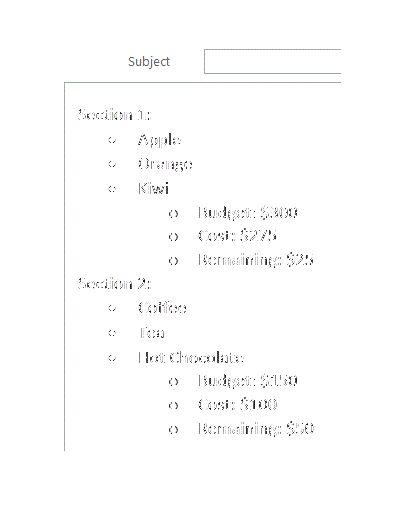 Subject
Section 1:
Apple
Orange
Kiwi
Budget: $300
Cost: $275
Remaining: $25
Section 2:
Coffee
Tea
Hot Chocolate
Budget: $150
Cost: $100
Remaining: $50